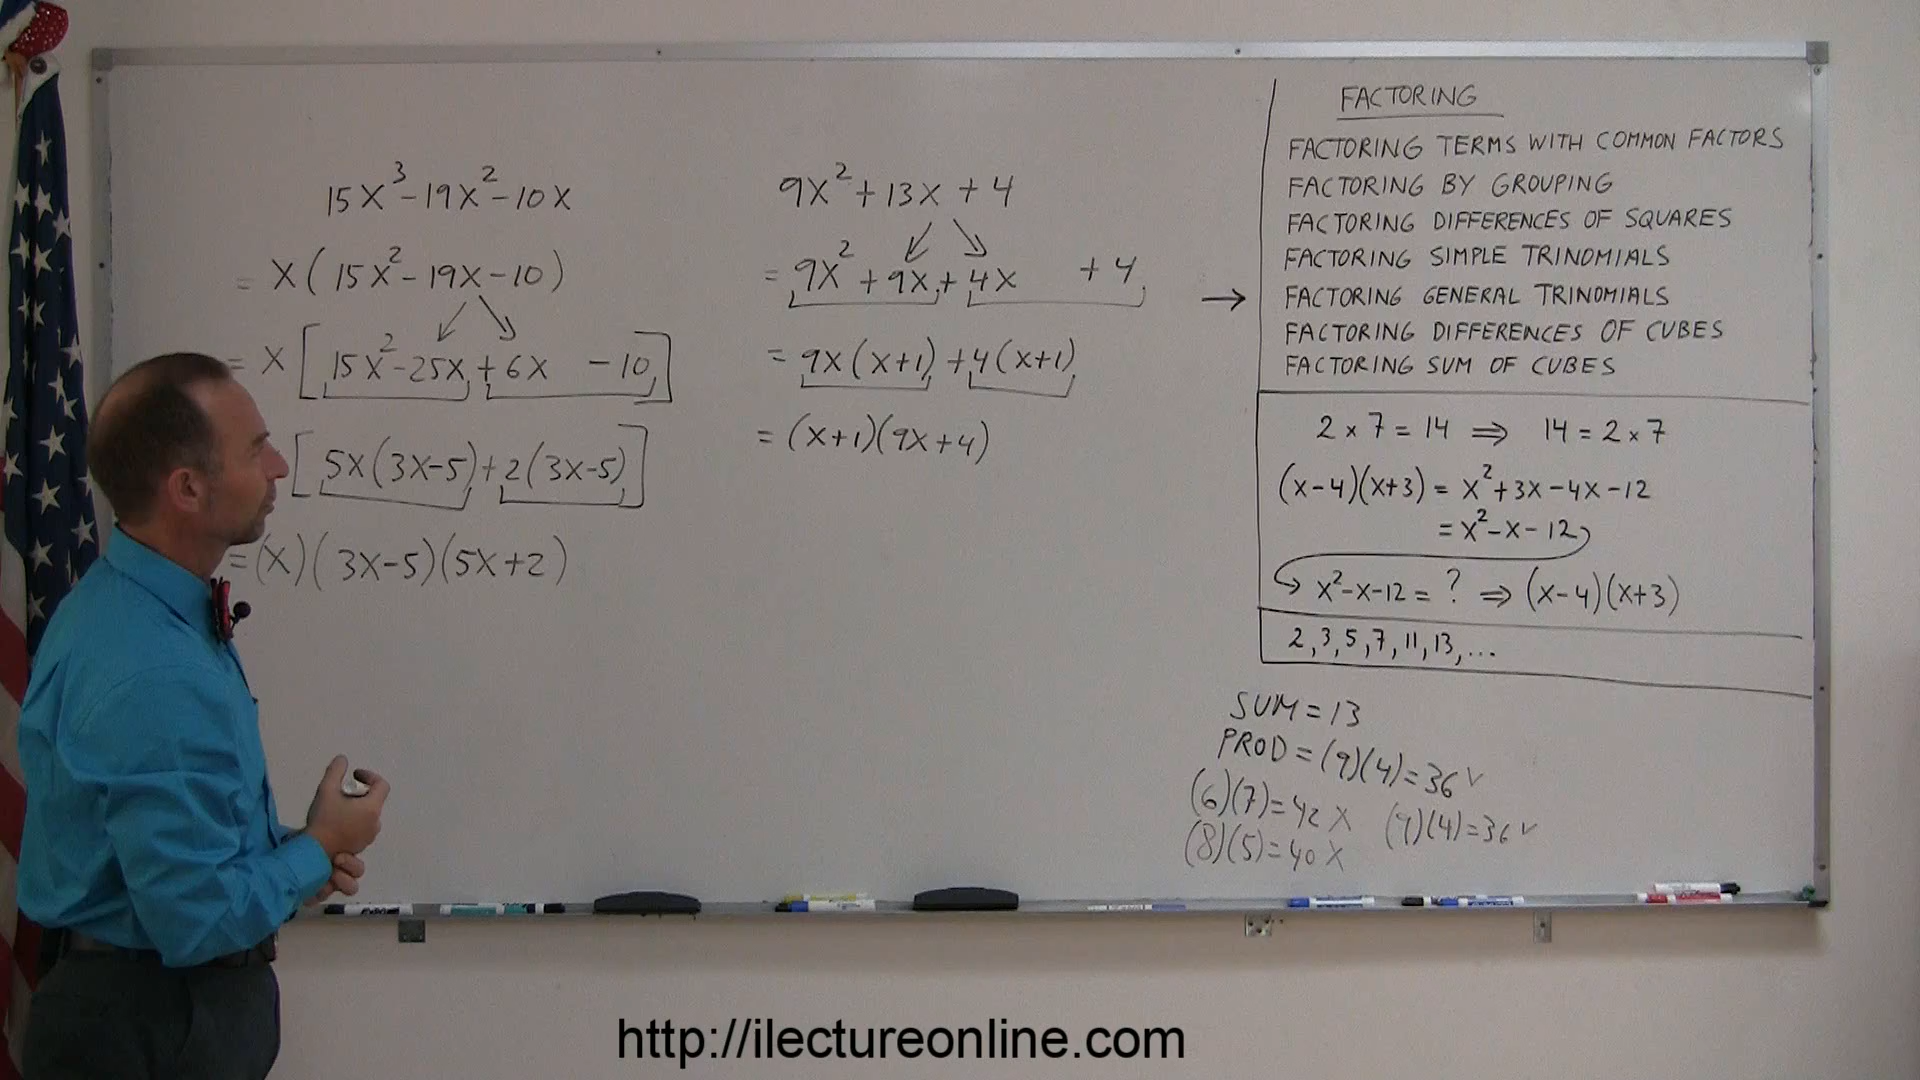 15X³-19X²-10X
= X(15X²-19X-10)
= X[15X²-25X+6X -10]
[5X(3X-5)+2(3X-5)]
=(X)(3X-5)(5X+2)
9X²+13X+4
= 9X²+9X+4X +4
= 9X(X+1)+4(X+1)
= (X+1)(9X+4)
→
FACTORING
FACTORING TERMS WITH COMMON FACTORS
FACTORING BY GROUPING
FACTORING DIFFERENCES OF SQUARES
FACTORING SIMPLE TRINOMIALS
FACTORING GENERAL TRINOMIALS
FACTORING DIFFERENCES OF CUBES
FACTORING SUM OF CUBES
2×7=14 ⇒ 14=2×7
(X-4)(X+3) = X²+3X-4X-12
= X²-X-12
X²-X-12 = ? ⇒ (X-4)(X+3)
2,3,5,7,11,13,...
SUM=13
PROD=(9)(4)=36✓
(6)(7)=42 X (9)(4)=36✓
(8)(5)=40 X
http://ilectureonline.com